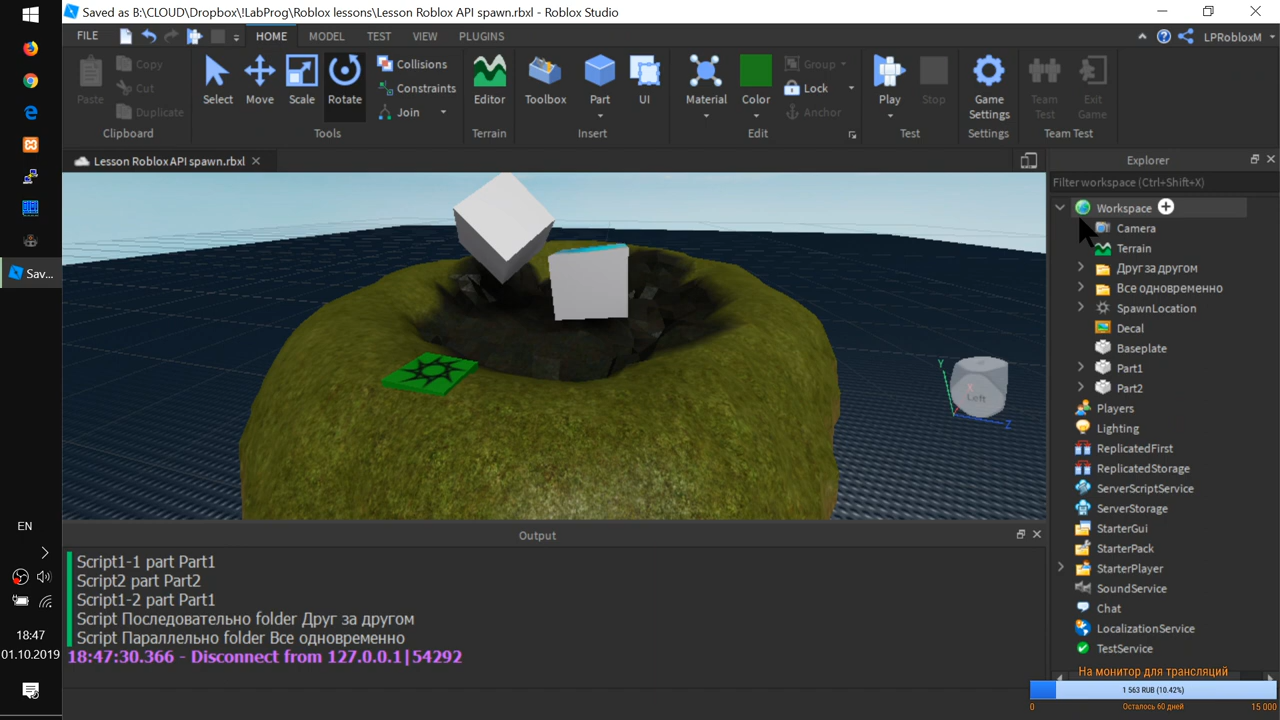 Saved as B:\CLOUD\Dropbox\!LabProg\Roblox lessons\Lesson Roblox API spawn.rbxl - Roblox Studio
FILE
HOME
MODEL
TEST
VIEW
PLUGINS
LPRobloxM
Paste
Copy
Cut
Duplicate
Clipboard
Select
Move
Scale
Rotate
Collisions
Constraints
Join
Tools
Editor
Terrain
Toolbox
Part
UI
Insert
Material
Color
Group
Lock
Anchor
Edit
Play
Stop
Test
Game
Settings
Settings
Team
Test
Exit
Game
Team Test
Lesson Roblox API spawn.rbxl
Explorer
Filter workspace (Ctrl+Shift+X)
Workspace
Camera
Terrain
Друг за другом
Все одновременно
SpawnLocation
Decal
Baseplate
Part1
Part2
Players
Lighting
ReplicatedFirst
ReplicatedStorage
ServerScriptService
ServerStorage
StarterGui
StarterPack
StarterPlayer
SoundService
Chat
LocalizationService
TestService
Y
X
Left
Z
Output
Script1-1 part Part1
Script2 part Part2
Script1-2 part Part1
Script Последовательно folder Друг за другом
Script Параллельно folder Все одновременно
18:47:30.366 - Disconnect from 127.0.0.1|54292
Sav...
EN
18:47
01.10.2019
На монитор для трансляций
1 563 RUB (10.42%)
0
Осталось 60 дней
15 000